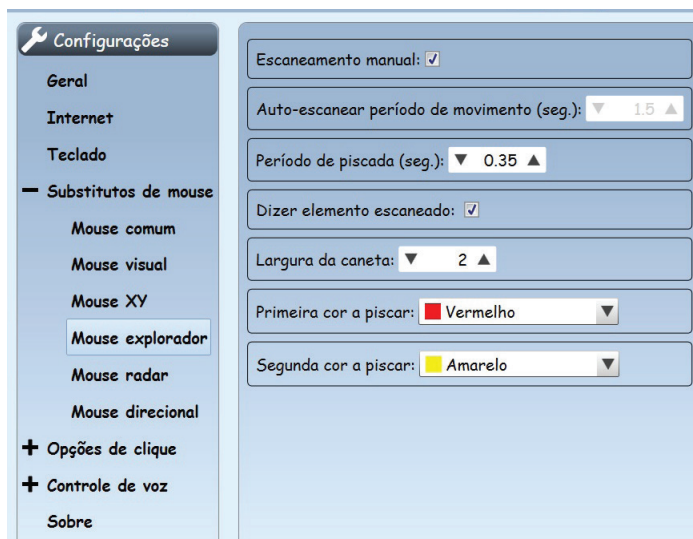 Configurações
Geral
Internet
Teclado
Substitutos de mouse
Mouse comum
Mouse visual
Mouse XY
Mouse explorador
Mouse radar
Mouse direcional
Opções de clique
Controle de voz
Sobre
Escaneamento manual:
Auto-escanear período de movimento (seg.): 1.5
Período de piscada (seg.): 0.35
Dizer elemento escaneado:
Largura da caneta: 2
Primeira cor a piscar: Vermelho
Segunda cor a piscar: Amarelo